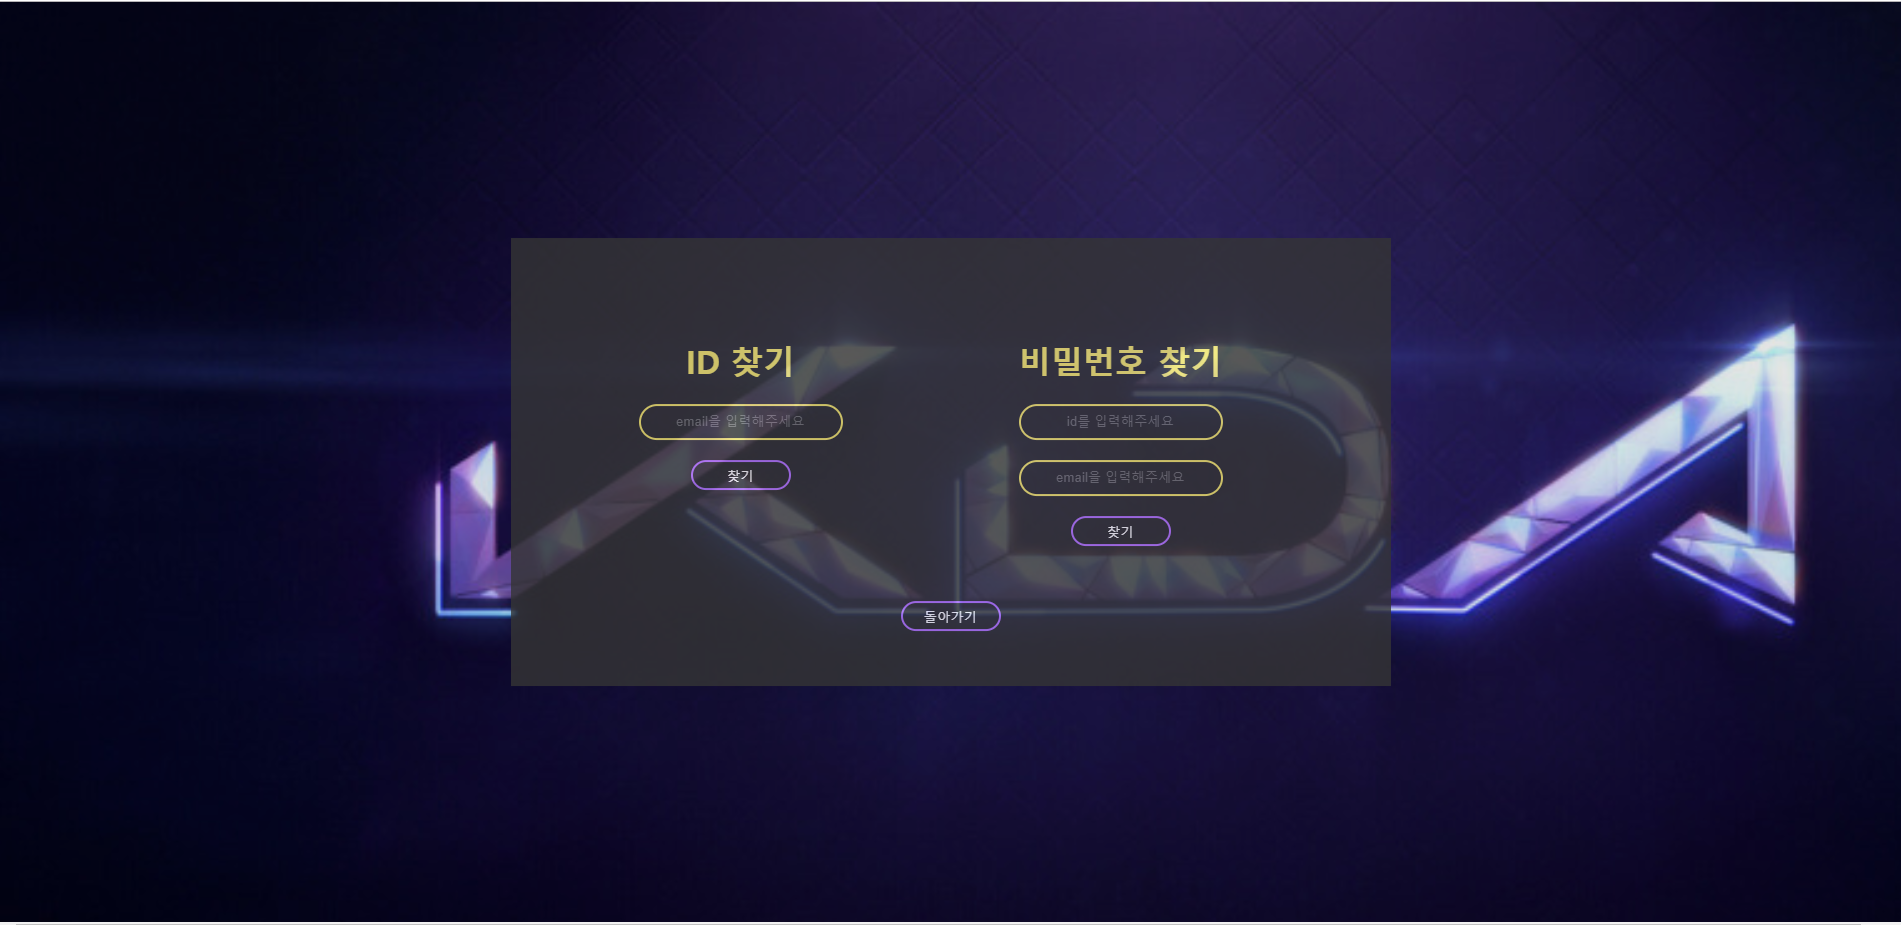 ID 찾기
email을 입력해주세요
찾기
비밀번호 찾기
id를 입력해주세요
email을 입력해주세요
찾기
돌아가기
K/DA